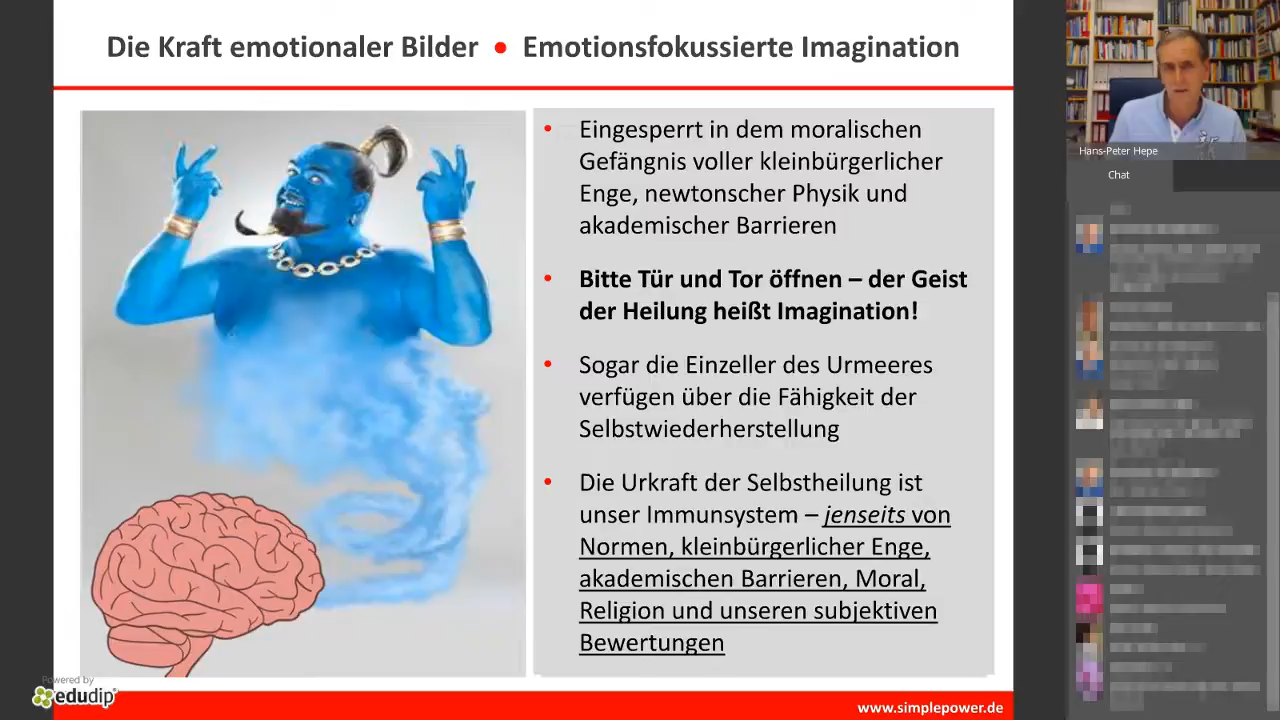 Die Kraft emotionaler Bilder • Emotionsfokussierte Imagination
• Eingesperrt in dem moralischen
Gefängnis voller kleinbürgerlicher
Enge, newtonscher Physik und
akademischer Barrieren
• Bitte Tür und Tor öffnen – der Geist
der Heilung heißt Imagination!
• Sogar die Einzeller des Urmeeres
verfügen über die Fähigkeit der
Selbstwiederherstellung
• Die Urkraft der Selbstheilung ist
unser Immunsystem – jenseits von
Normen, kleinbürgerlicher Enge,
akademischen Barrieren, Moral,
Religion und unseren subjektiven
Bewertungen
Powered by
edudip
www.simplepower.de
Hans-Peter Hepe
Chat